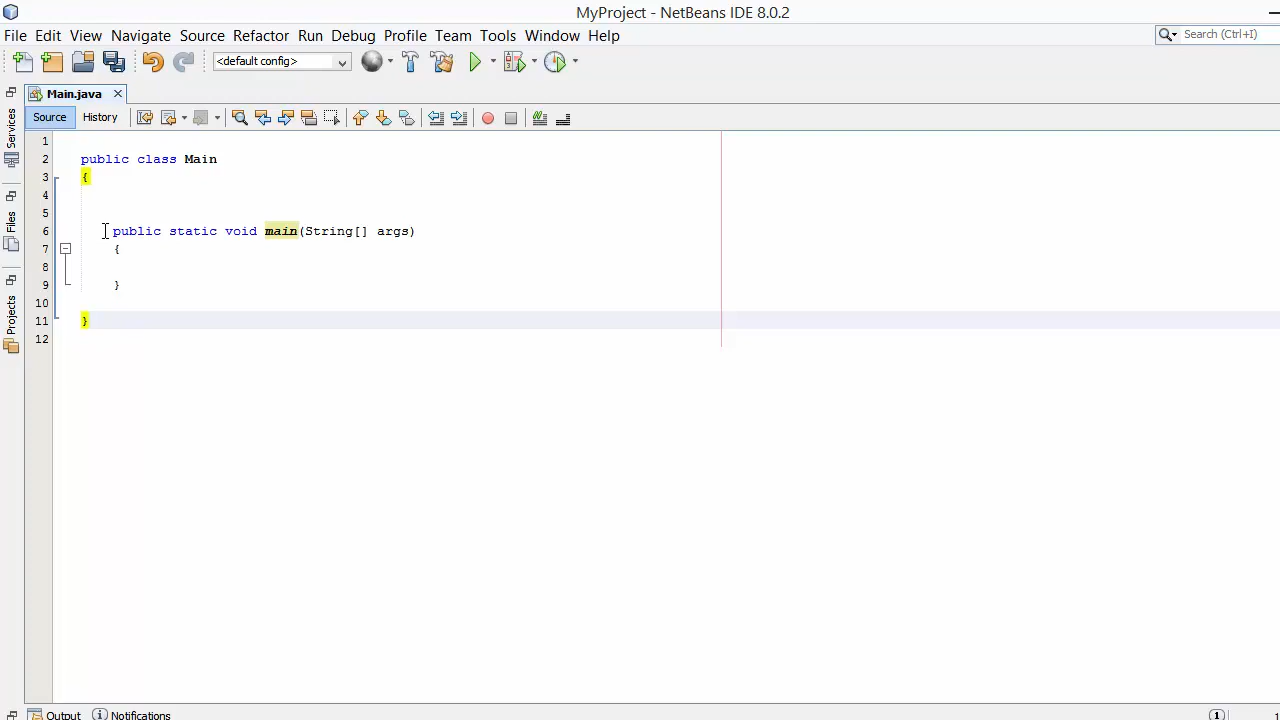 MyProject - NetBeans IDE 8.0.2
File Edit View Navigate Source Refactor Run Debug Profile Team Tools Window Help
Search (Ctrl+I)
<default config>
Main.java
Source History
Services
Files
Projects
1
2 public class Main
3 {
4
5
6 public static void main(String[] args)
7 {
8
9 }
10
11 }
12
Output Notifications
1